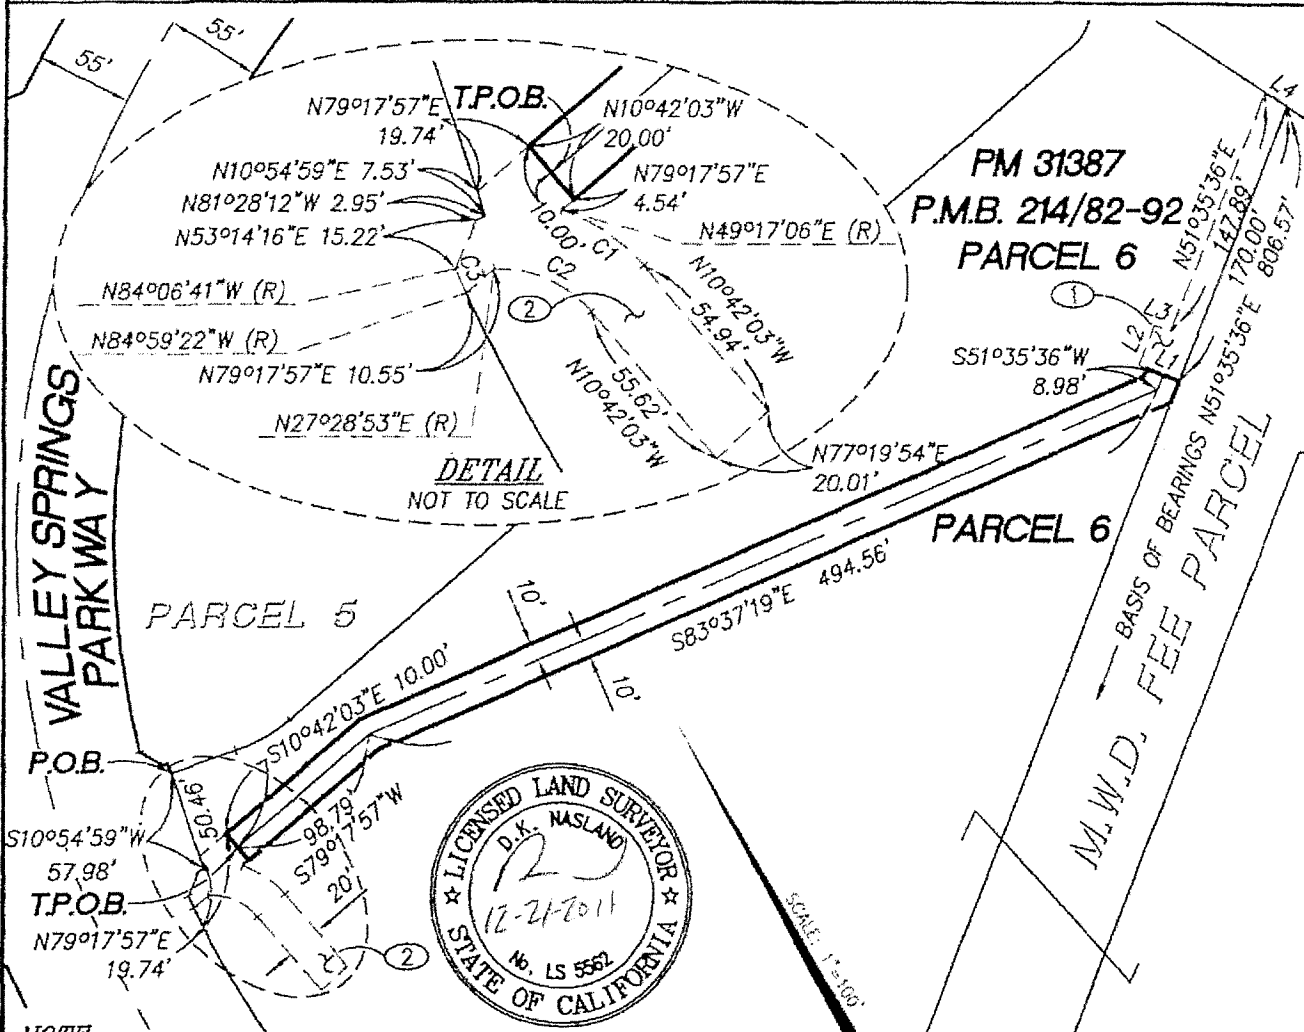 55'
55'
N79°17'57"E
19.74'
T.P.O.B.
N10°42'03"W
20.00'
N10°54'59"E 7.53'
N81°28'12"W 2.95'
N53°14'16"E 15.22'
N79°17'57"E
4.54'
10.00'
N49°17'06"E (R)
C1
C2
C3
N84°06'41"W (R)
2
N10°42'03"W
54.94'
N84°59'22"W (R)
N79°17'57"E 10.55'
55.62'
N10°42'03"W
N27°28'53"E (R)
N77°19'54"E
20.01'
DETAIL
NOT TO SCALE
PM 31387
P.M.B. 214/82-92
PARCEL 6
L4
N51°35'36"E
147.89'
170.00'
N51°35'36"E 806.57'
1
L3
L2
L1
S51°35'36"W
8.98'
BASIS OF BEARINGS
M.W.D. FEE PARCEL
PARCEL 6
VALLEY SPRINGS
PARKWAY
PARCEL 5
10'
10'
S83°37'19"E 494.56'
S10°42'03"E 10.00'
P.O.B.
50.46'
S10°54'59"W
57.98'
98.79'
S79°17'57"W
20'
T.P.O.B.
N79°17'57"E
19.74'
2
LICENSED LAND SURVEYOR
D.K. NASLAND
12-21-2011
No. LS 5562
STATE OF CALIFORNIA
SCALE: 1"=100'
NOTE